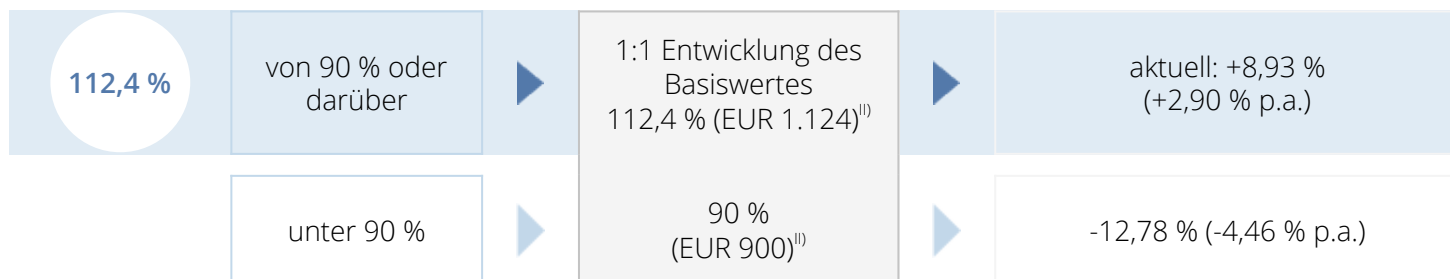 112,4 %
von 90 % oder
darüber
1:1 Entwicklung des
Basiswertes
112,4 % (EUR 1.124)II)
aktuell: +8,93 %
(+2,90 % p.a.)
unter 90 %
90 %
(EUR 900)II)
-12,78 % (-4,46 % p.a.)